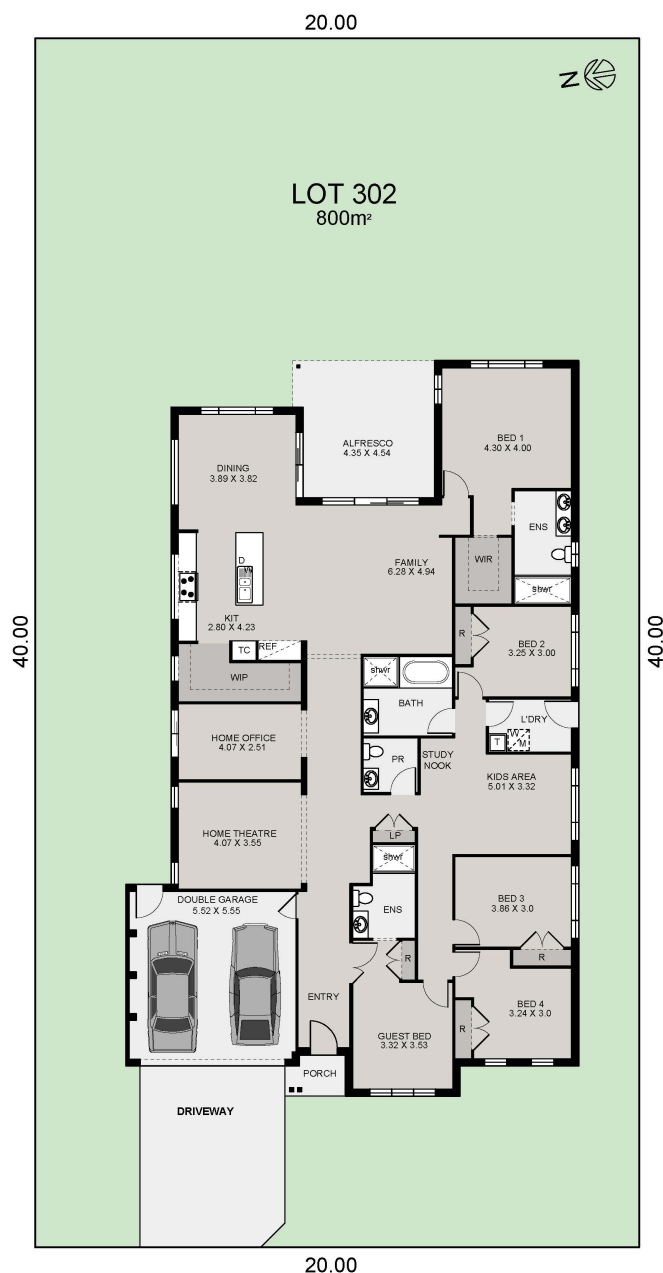 20.00
N
LOT 302
800m²
ALFRESCO
4.35 X 4.54
BED 1
4.30 X 4.00
DINING
3.89 X 3.82
ENS
D
FAMILY
6.28 X 4.94
WIR
shwr
KIT
2.80 X 4.23
40.00
40.00
TC
REF
R
BED 2
3.25 X 3.00
WIP
shwr
BATH
L'DRY
T
W
M
HOME OFFICE
4.07 X 2.51
PR
STUDY
NOOK
KIDS AREA
5.01 X 3.32
HOME THEATRE
4.07 X 3.55
LP
shwr
DOUBLE GARAGE
5.52 X 5.55
ENS
BED 3
3.86 X 3.0
R
R
ENTRY
BED 4
3.24 X 3.0
R
GUEST BED
3.32 X 3.53
PORCH
DRIVEWAY
20.00